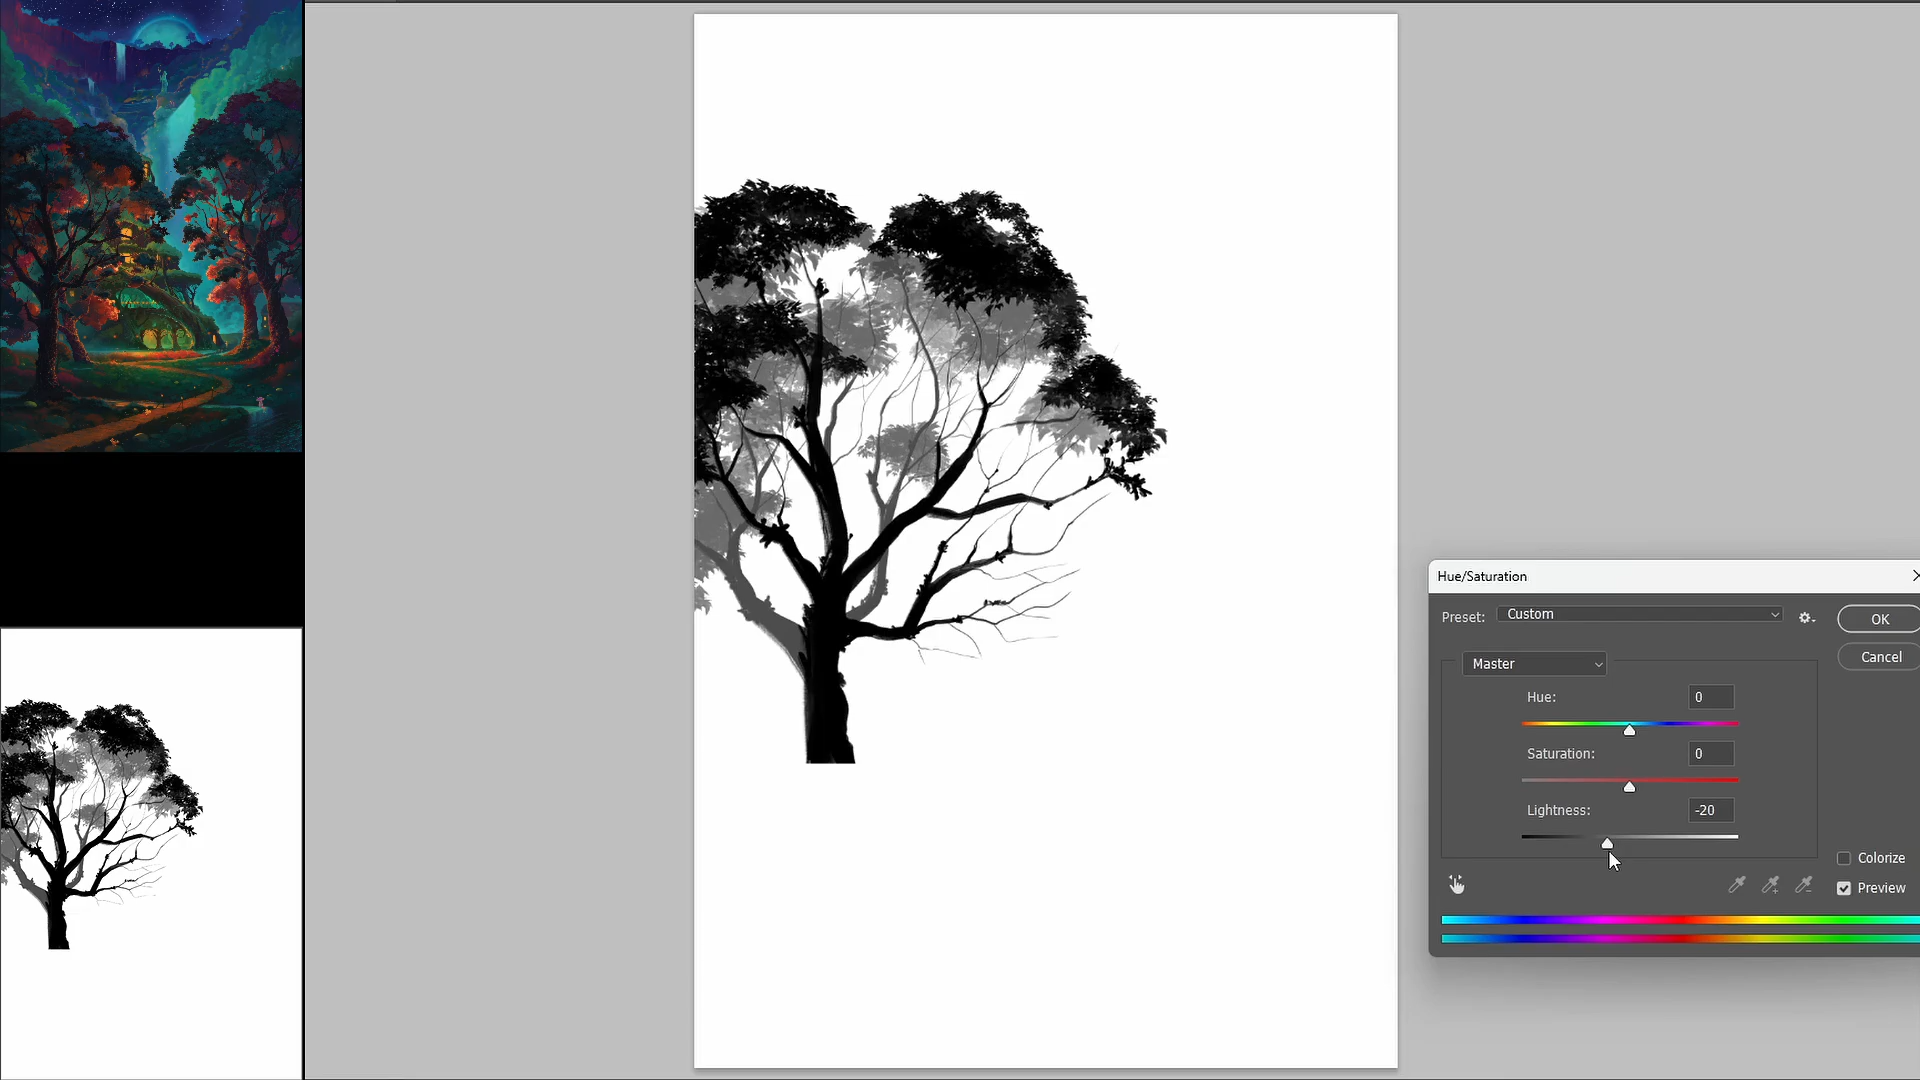 Hue/Saturation
Preset: Custom
OK
Master
Cancel
Hue: 0
Saturation: 0
Lightness: -20
Colorize
Preview